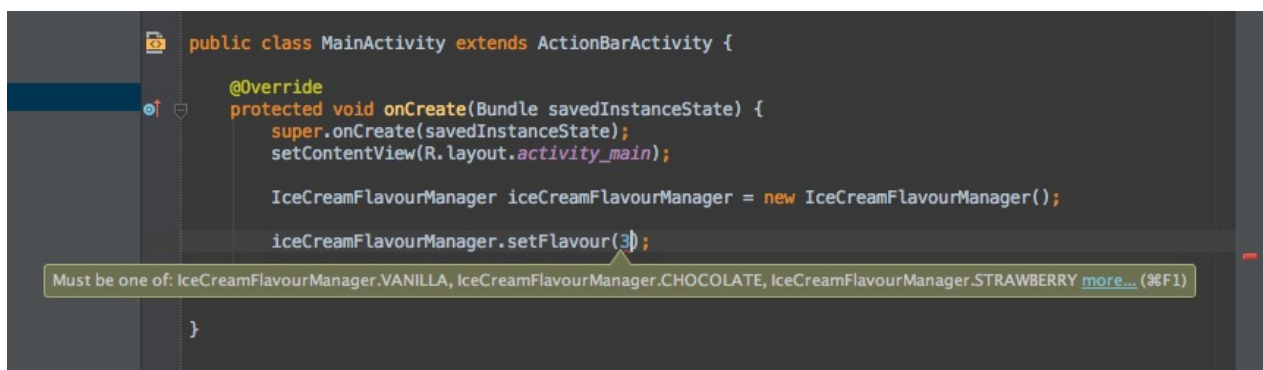 public class MainActivity extends ActionBarActivity {
@Override
protected void onCreate(Bundle savedInstanceState) {
super.onCreate(savedInstanceState);
setContentView(R.layout.activity_main);
IceCreamFlavourManager iceCreamFlavourManager = new IceCreamFlavourManager();
iceCreamFlavourManager.setFlavour(3);
Must be one of: IceCreamFlavourManager.VANILLA, IceCreamFlavourManager.CHOCOLATE, IceCreamFlavourManager.STRAWBERRY more... (⌘F1)
}